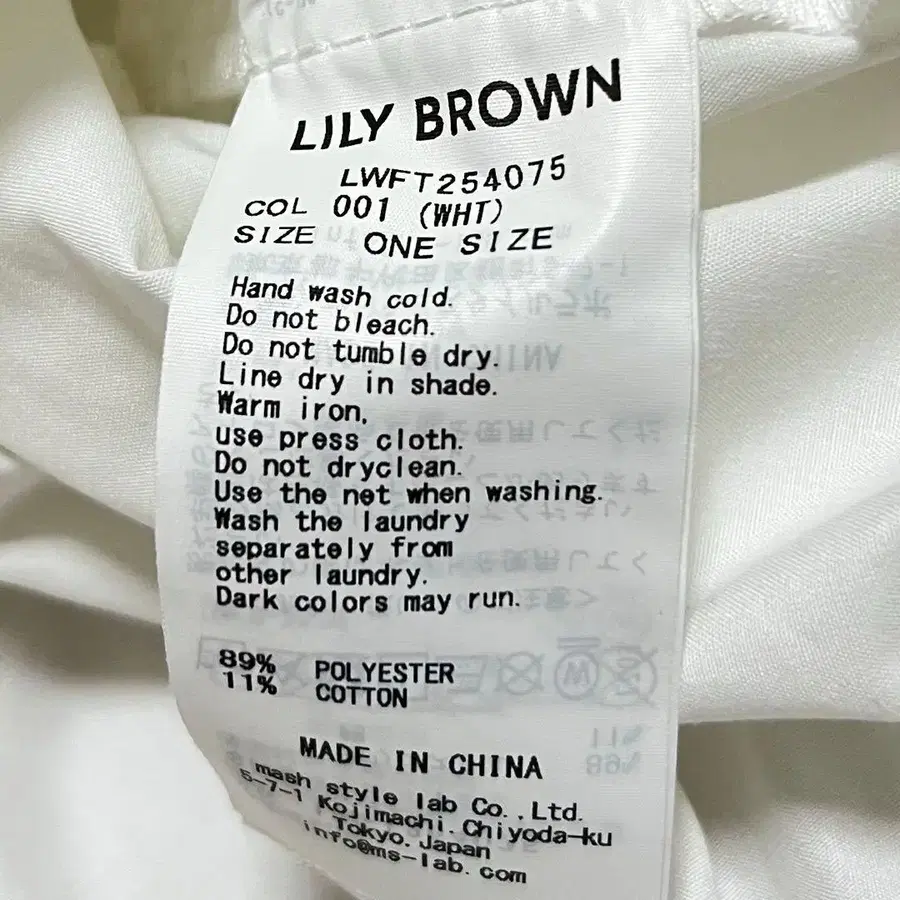 LILY BROWN
LWFT254075
COL 001 (WHT)
SIZE ONE SIZE
Hand wash cold.
Do not bleach.
Do not tumble dry.
Line dry in shade.
Warm iron,
use press cloth.
Do not dryclean.
Use the net when washing.
Wash the laundry
separately from
other laundry.
Dark colors may run.
89% POLYESTER
11% COTTON
MADE IN CHINA
mash style lab Co.,Ltd.
5-7-1 Kojimachi.Chiyoda-ku
Tokyo.Japan
info@ms-lab.com